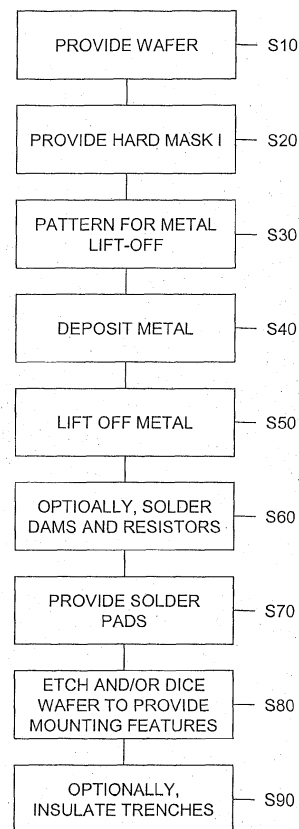 PROVIDE WAFER
S10
PROVIDE HARD MASK I
S20
PATTERN FOR METAL
LIFT-OFF
S30
DEPOSIT METAL
S40
LIFT OFF METAL
S50
OPTIOALLY, SOLDER
DAMS AND RESISTORS
S60
PROVIDE SOLDER
PADS
S70
ETCH AND/OR DICE
WAFER TO PROVIDE
MOUNTING FEATURES
S80
OPTIONALLY,
INSULATE TRENCHES
S90